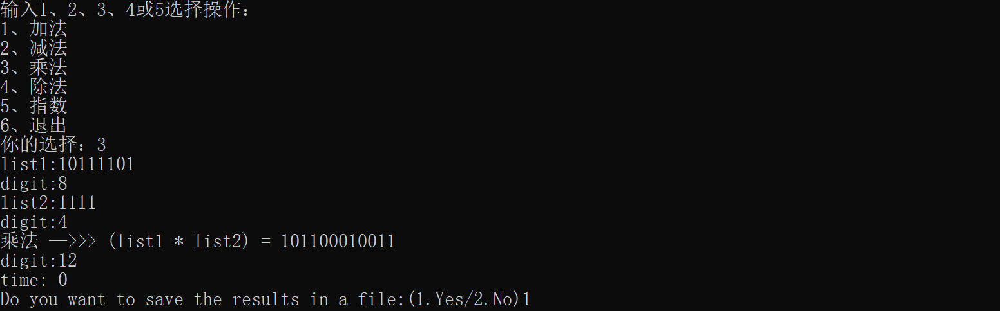 输入1、2、3、4或5选择操作：
1、加法
2、减法
3、乘法
4、除法
5、指数
6、退出
你的选择：3
list1:10111101
digit:8
list2:1111
digit:4
乘法 —>>> (list1 * list2) = 101100010011
digit:12
time: 0
Do you want to save the results in a file:(1.Yes/2.No)1